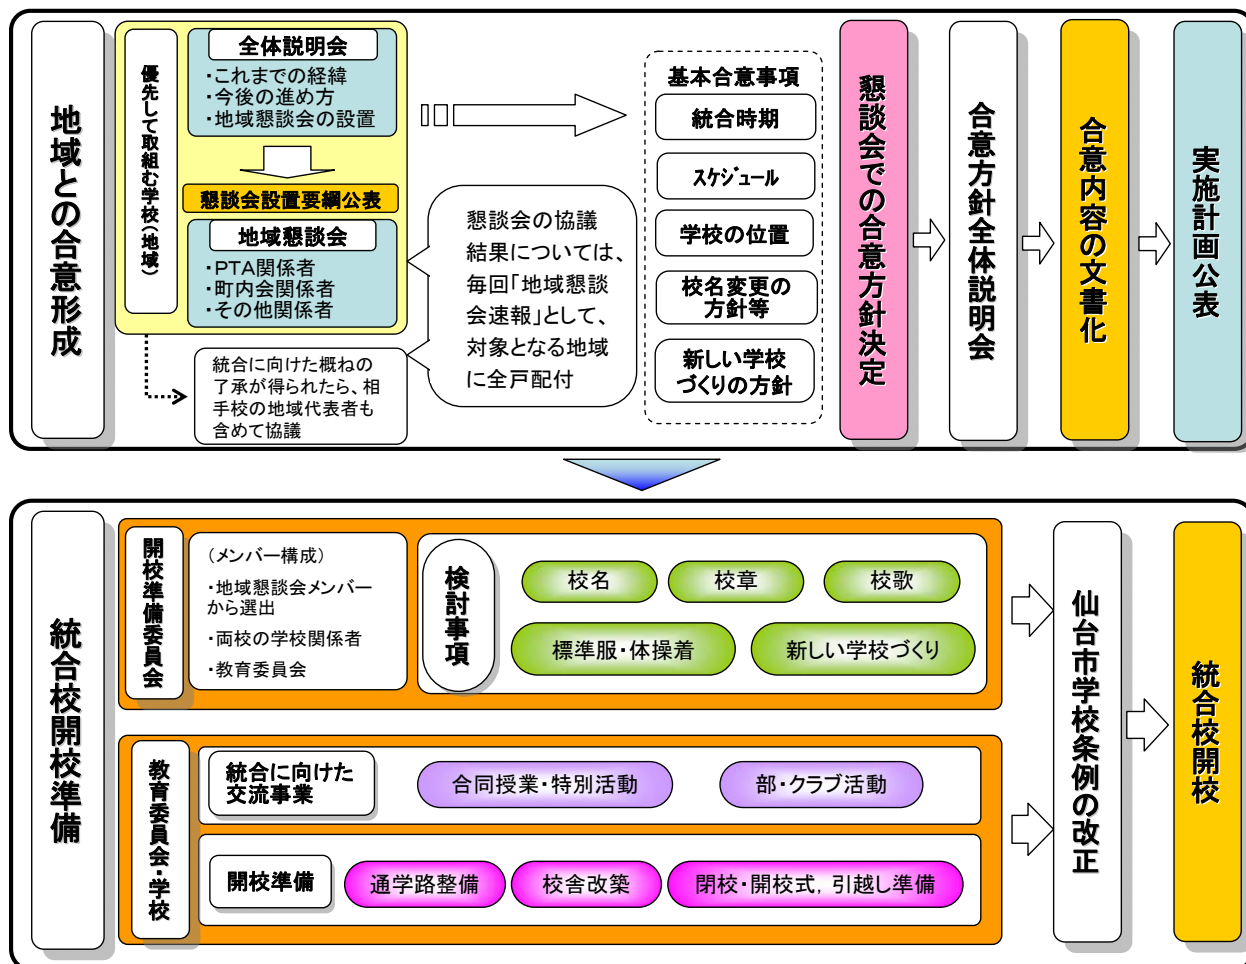 地域との合意形成
優先して取組む学校(地域)
全体説明会
・これまでの経緯
・今後の進め方
・地域懇談会の設置
懇談会設置要綱公表
地域懇談会
・PTA関係者
・町内会関係者
・その他関係者
統合に向けた概ねの
了承が得られたら、相
手校の地域代表者も
含めて協議
懇談会の協議
結果については、
毎回「地域懇談
会速報」として、
対象となる地域
に全戸配付
基本合意事項
統合時期
スケジュール
学校の位置
校名変更の
方針等
新しい学校
づくりの方針
懇談会での合意方針決定
合意方針全体説明会
合意内容の文書化
実施計画公表
統合校開校準備
開校準備委員会
(メンバー構成)
・地域懇談会メンバー
から選出
・両校の学校関係者
・教育委員会
検討事項
校名
校章
校歌
標準服・体操着
新しい学校づくり
教育委員会・学校
統合に向けた
交流事業
合同授業・特別活動
部・クラブ活動
開校準備
通学路整備
校舎改築
閉校・開校式，引越し準備
仙台市学校条例の改正
統合校開校